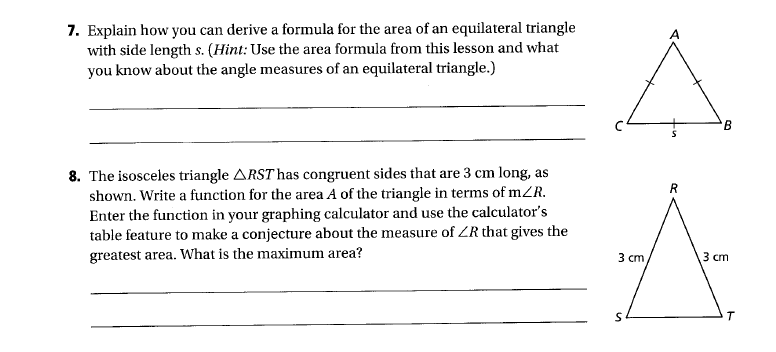 7. Explain how you can derive a formula for the area of an equilateral triangle
with side length s. (Hint: Use the area formula from this lesson and what
you know about the angle measures of an equilateral triangle.)
A
C
B
s
8. The isosceles triangle △RST has congruent sides that are 3 cm long, as
shown. Write a function for the area A of the triangle in terms of m∠R.
Enter the function in your graphing calculator and use the calculator's
table feature to make a conjecture about the measure of ∠R that gives the
greatest area. What is the maximum area?
R
3 cm
3 cm
S
T